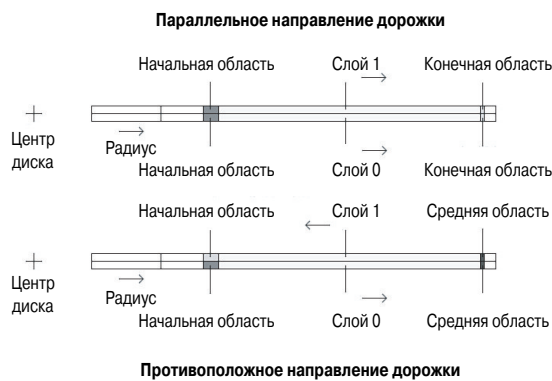 Параллельное направление дорожки
Начальная область Слой 1 Конечная область
Центр диска
Радиус
Начальная область Слой 0 Конечная область
Начальная область Слой 1 Средняя область
Центр диска
Радиус
Начальная область Слой 0 Средняя область
Противоположное направление дорожки